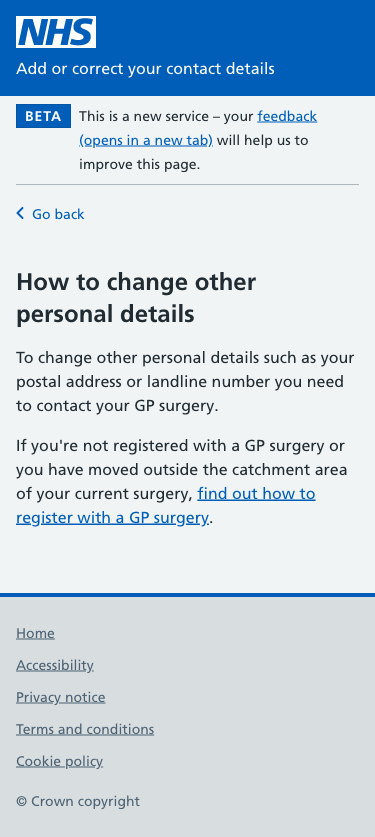 NHS
Add or correct your contact details
BETA This is a new service – your feedback
(opens in a new tab) will help us to
improve this page.
Go back
How to change other
personal details
To change other personal details such as your
postal address or landline number you need
to contact your GP surgery.
If you're not registered with a GP surgery or
you have moved outside the catchment area
of your current surgery, find out how to
register with a GP surgery.
Home
Accessibility
Privacy notice
Terms and conditions
Cookie policy
© Crown copyright